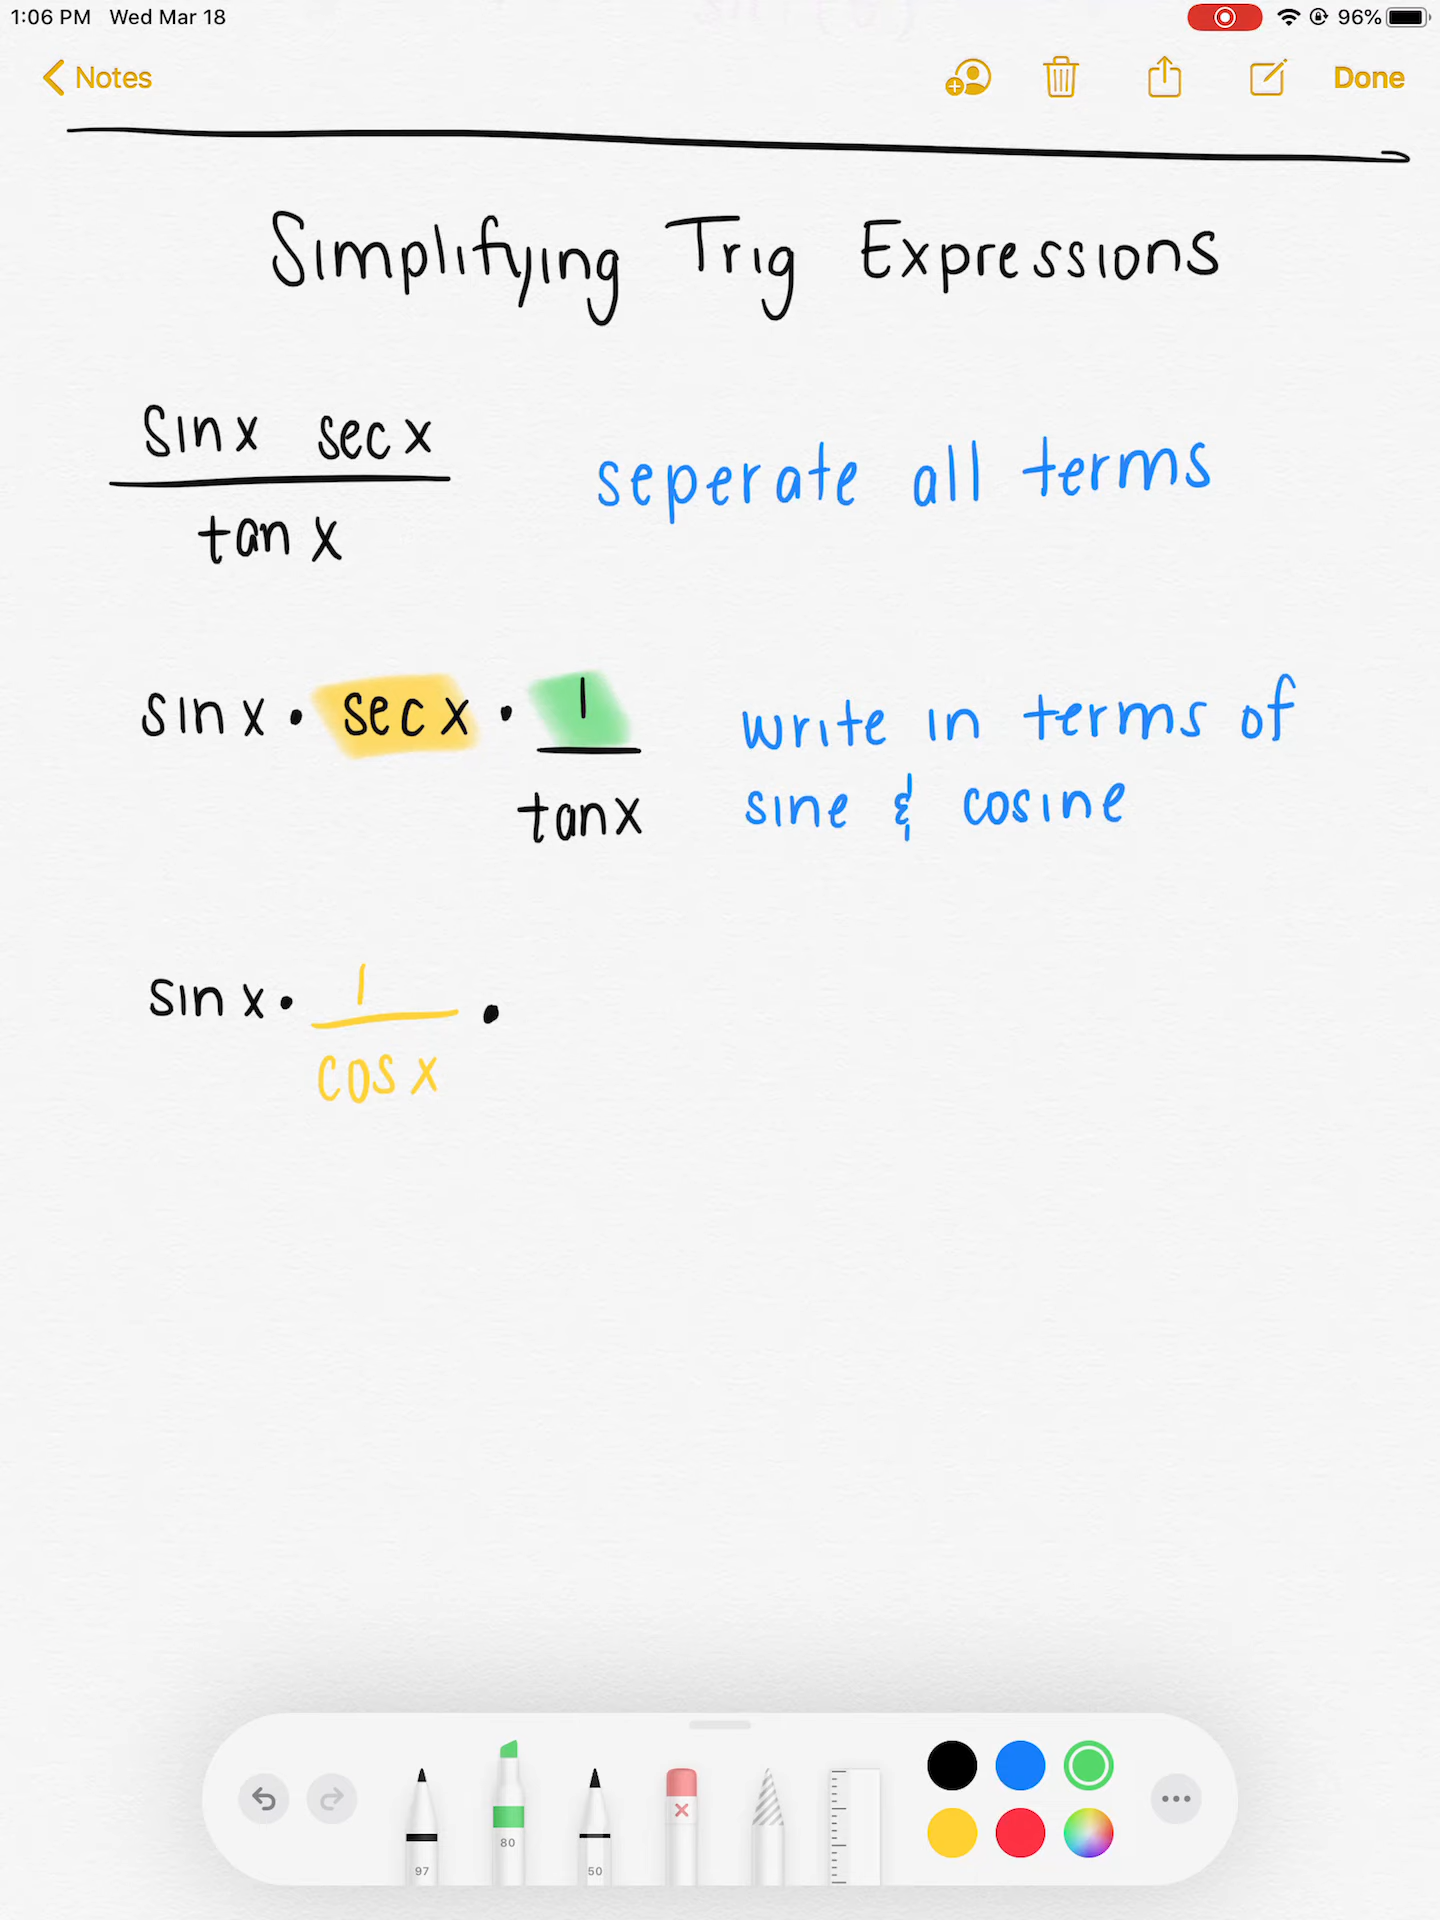 1:06 PM Wed Mar 18
96%
Notes
Done
Simplifying Trig Expressions
sin x sec x
tan x
seperate all terms
sin x • sec x • 1
tan x
write in terms of
sine & cosine
sin x • 1 •
cos x
97
80
50